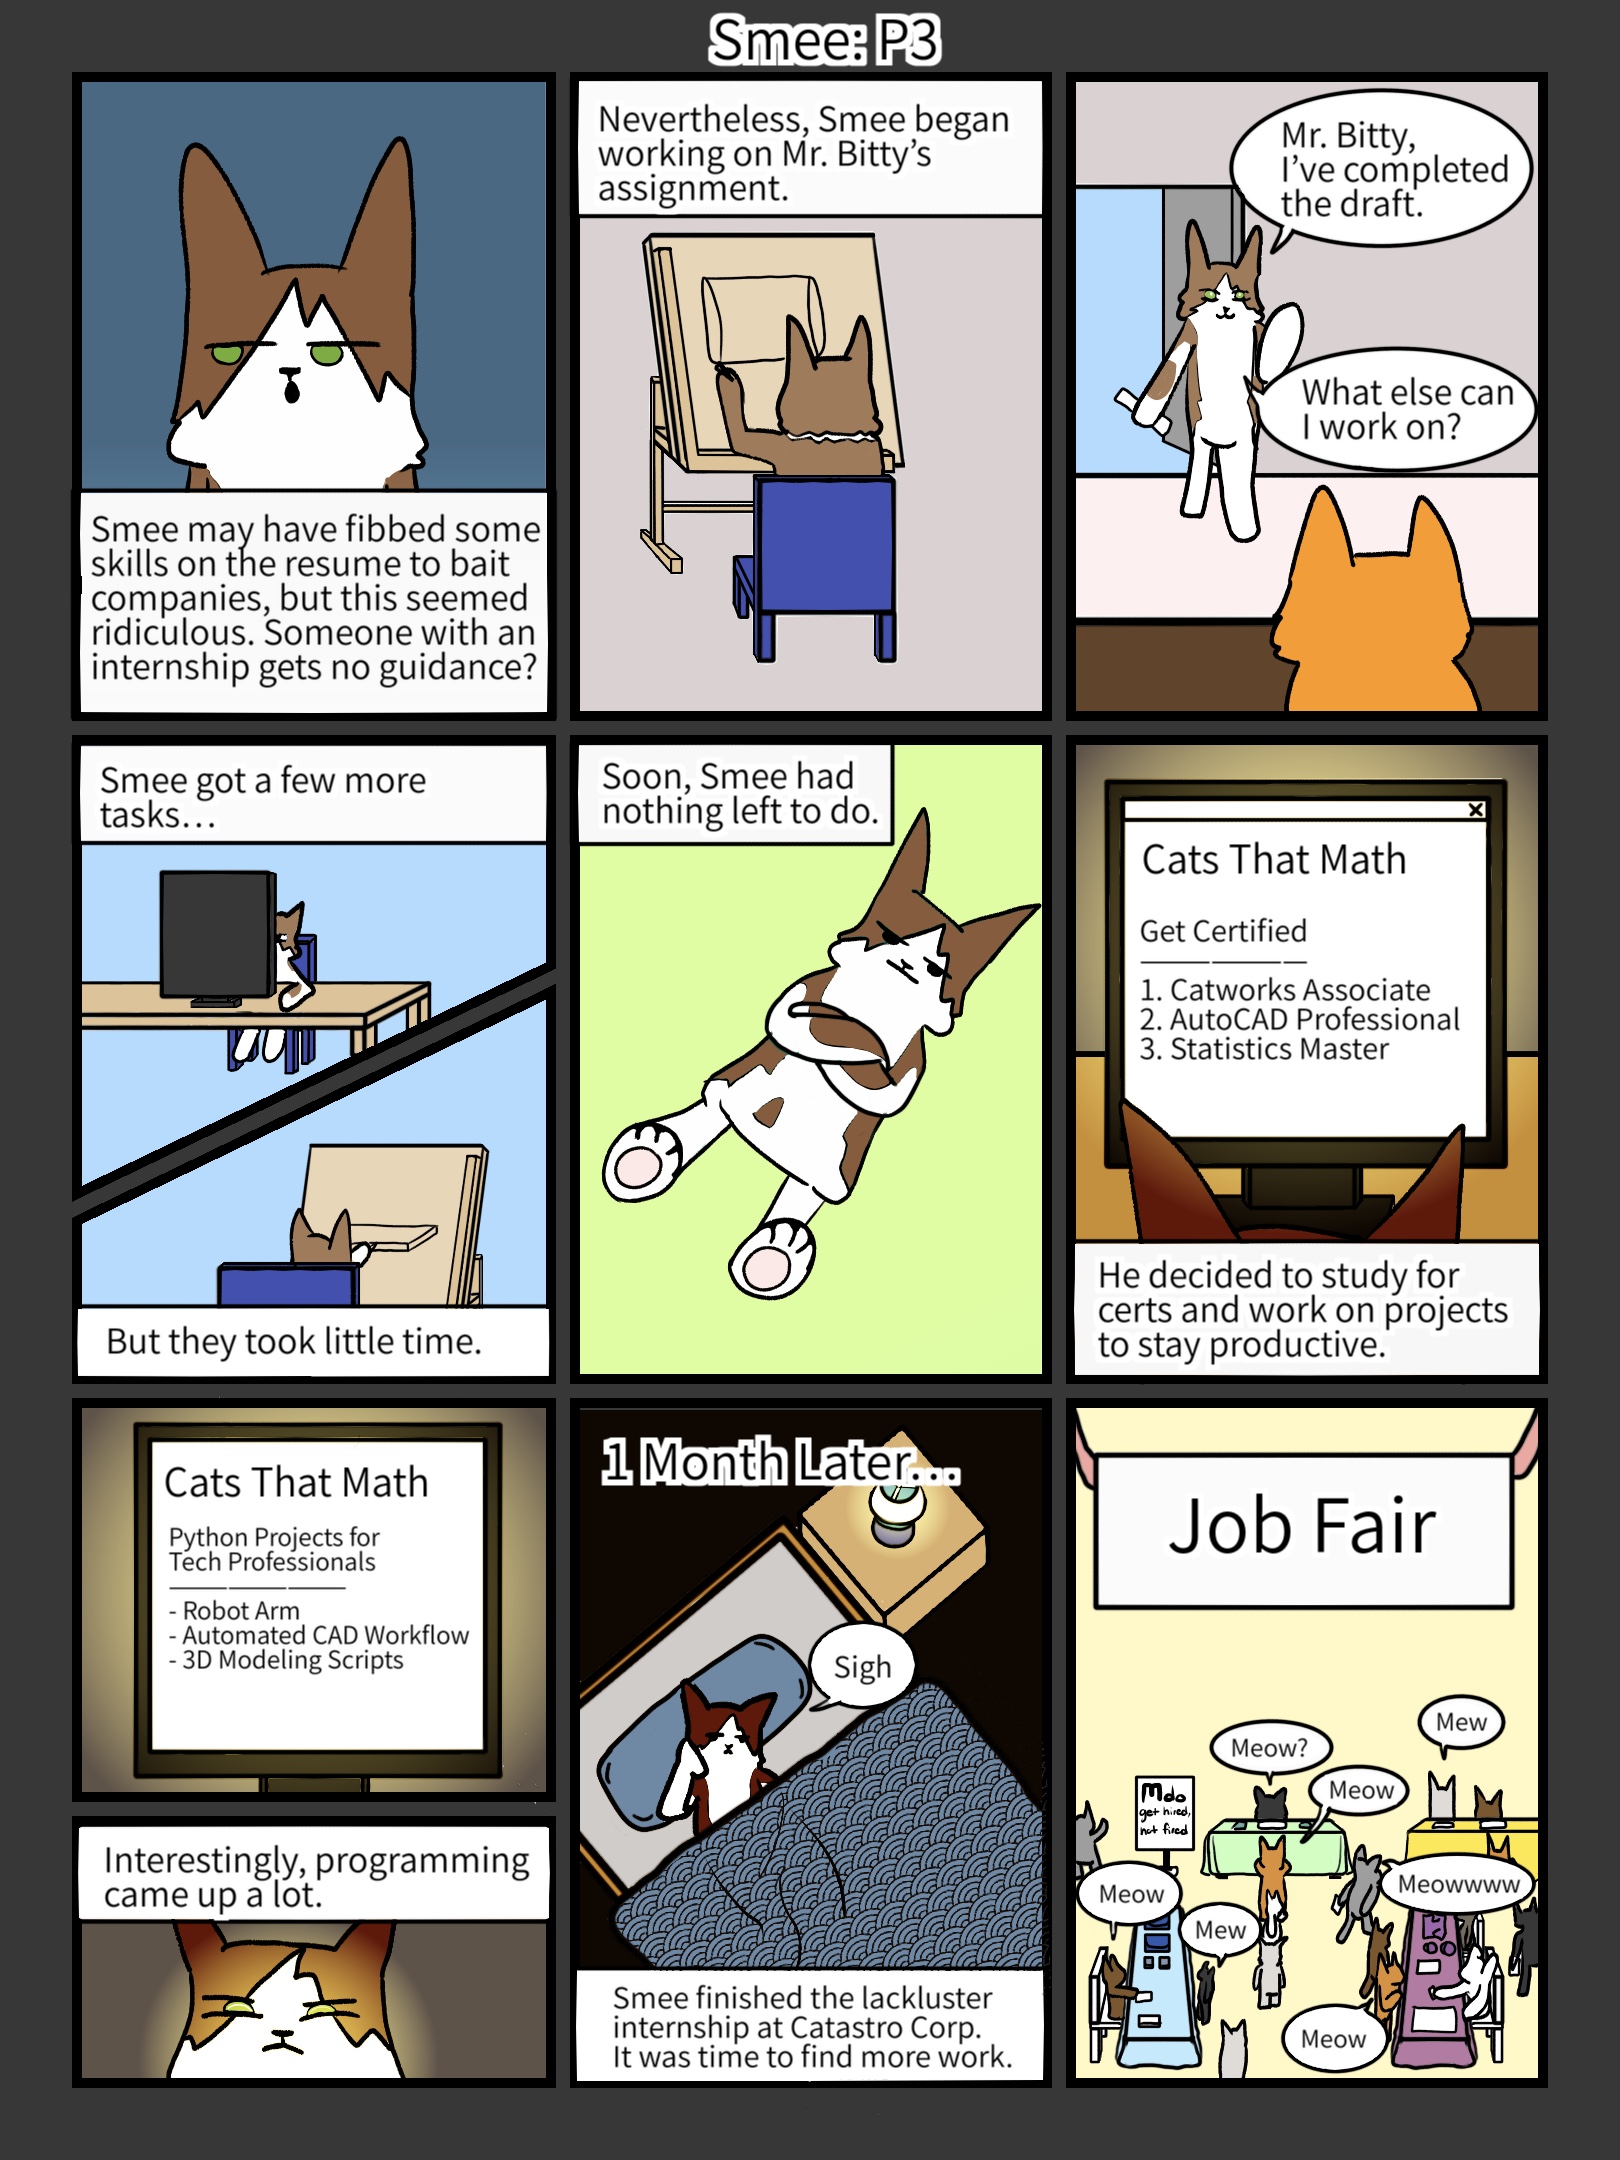 Smee: P3
Smee may have fibbed some
skills on the resume to bait
companies, but this seemed
ridiculous. Someone with an
internship gets no guidance?
Nevertheless, Smee began
working on Mr. Bitty's
assignment.
Mr. Bitty,
I've completed
the draft.
What else can
I work on?
Smee got a few more
tasks...
But they took little time.
Soon, Smee had
nothing left to do.
Cats That Math
Get Certified
1. Catworks Associate
2. AutoCAD Professional
3. Statistics Master
He decided to study for
certs and work on projects
to stay productive.
Cats That Math
Python Projects for
Tech Professionals
- Robot Arm
- Automated CAD Workflow
- 3D Modeling Scripts
Interestingly, programming
came up a lot.
1 Month Later...
Sigh
Smee finished the lackluster
internship at Catastro Corp.
It was time to find more work.
Job Fair
Mew
Meow?
Meow
Mdo
get hired,
not fired
Meow
Meowwww
Mew
Meow